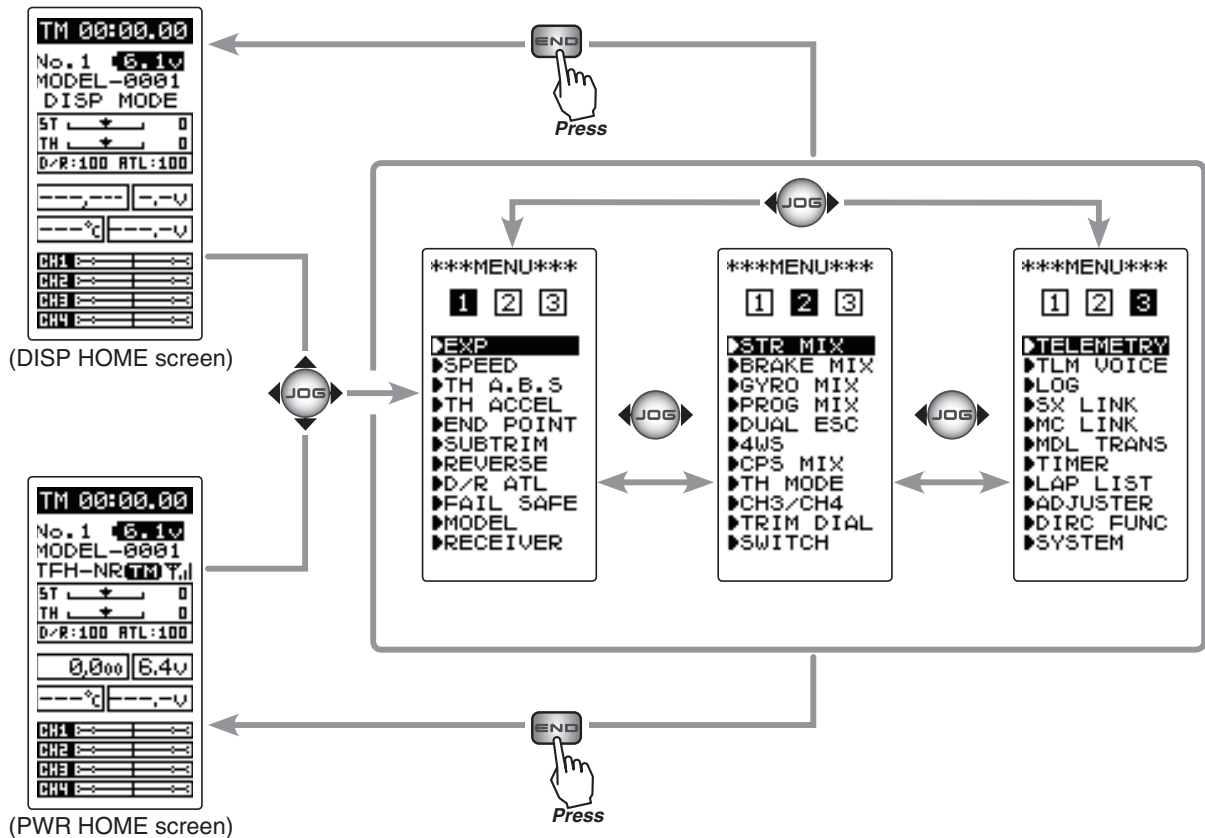 TM 00:00.00
No.1 6.1v
MODEL-0001
DISP MODE
ST 0
TH 0
D/R:100 ATL:100
---,--- -.-v
---°C ---.-v
CH1
CH2
CH3
CH4
(DISP HOME screen)
END
Press
JOG
JOG
***MENU***
1 2 3
EXP
SPEED
TH A.B.S
TH ACCEL
END POINT
SUBTRIM
REVERSE
D/R ATL
FAIL SAFE
MODEL
RECEIVER
JOG
***MENU***
1 2 3
STR MIX
BRAKE MIX
GYRO MIX
PROG MIX
DUAL ESC
4WS
CPS MIX
TH MODE
CH3/CH4
TRIM DIAL
SWITCH
JOG
***MENU***
1 2 3
TELEMETRY
TLM VOICE
LOG
SX LINK
MC LINK
MDL TRANS
TIMER
LAP LIST
ADJUSTER
DIRC FUNC
SYSTEM
TM 00:00.00
No.1 6.1v
MODEL-0001
TFH-NR TM
ST 0
TH 0
D/R:100 ATL:100
0,000 6.4v
---°C ---.-v
CH1
CH2
CH3
CH4
(PWR HOME screen)
END
Press